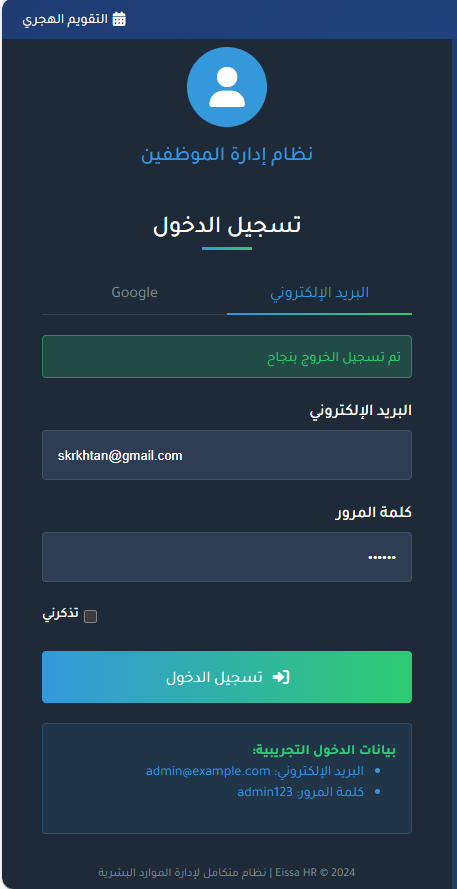 التقويم الهجري
نظام إدارة الموظفين
تسجيل الدخول
البريد الإلكتروني
Google
تم تسجيل الخروج بنجاح
البريد الإلكتروني
skrkhtan@gmail.com
كلمة المرور
••••••
تذكرني
تسجيل الدخول
بيانات الدخول التجريبية:
• البريد الإلكتروني: admin@example.com
• كلمة المرور: admin123
نظام متكامل لإدارة الموارد البشرية | Eissa HR © 2024